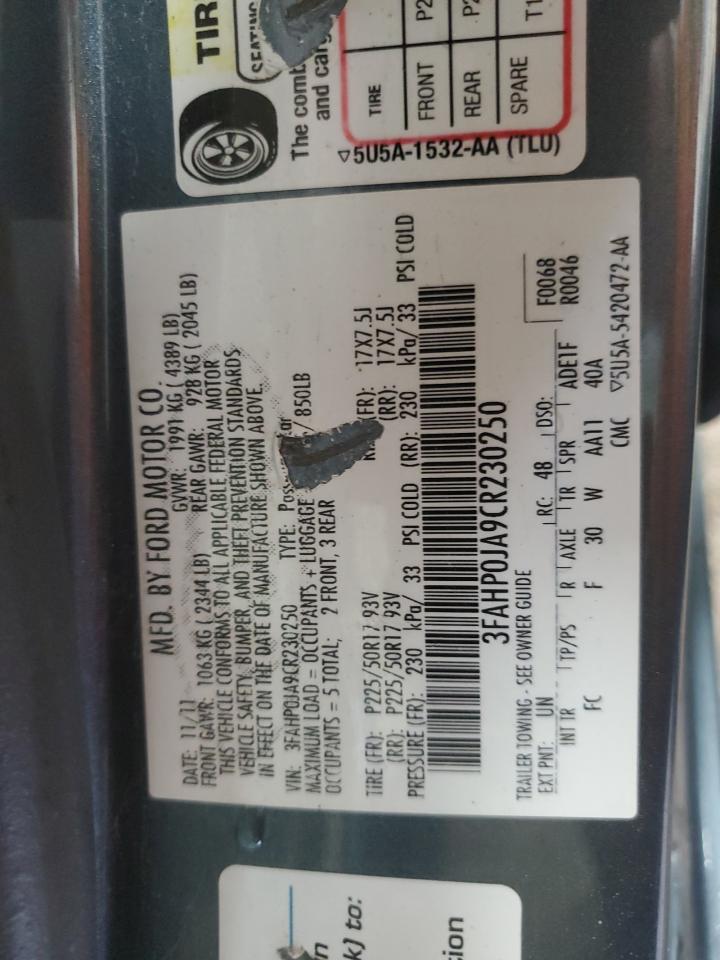 TIR
SEATING
The comb
and carg
TIRE
FRONT P2
REAR P2
SPARE T1
▽5U5A-1532-AA (TLU)
MFD. BY FORD MOTOR CO.
DATE: 11/11 GVWR: 1991 KG ( 4389 LB)
FRONT GAWR: 1063 KG ( 2344 LB) REAR GAWR: 928 KG ( 2045 LB)
THIS VEHICLE CONFORMS TO ALL APPLICABLE FEDERAL MOTOR
VEHICLE SAFETY, BUMPER, AND THEFT PREVENTION STANDARDS
IN EFFECT ON THE DATE OF MANUFACTURE SHOWN ABOVE.
VIN: 3FAHP0JA9CR230250 TYPE:
MAXIMUM LOAD = OCCUPANTS + LUGGAGE / 850LB
OCCUPANTS = 5 TOTAL; 2 FRONT, 3 REAR
TIRE (FR): P225/50R17 93V (FR): 17X7.5J
(RR): P225/50R17 93V (RR): 17X7.5J
PRESSURE (FR): 230 kPa/ 33 PSI COLD (RR): 230 kPa/ 33 PSI COLD
3FAHP0JA9CR230250
TRAILER TOWING - SEE OWNER GUIDE
F0068
EXT PNT: UN RC: 48 DSO: R0046
INT TR TP/PS R AXLE TR SPR ADE1F
FC F 30 W AA11 40A
CMC ▽5U5A-5420472-AA
n
k) to:
ion